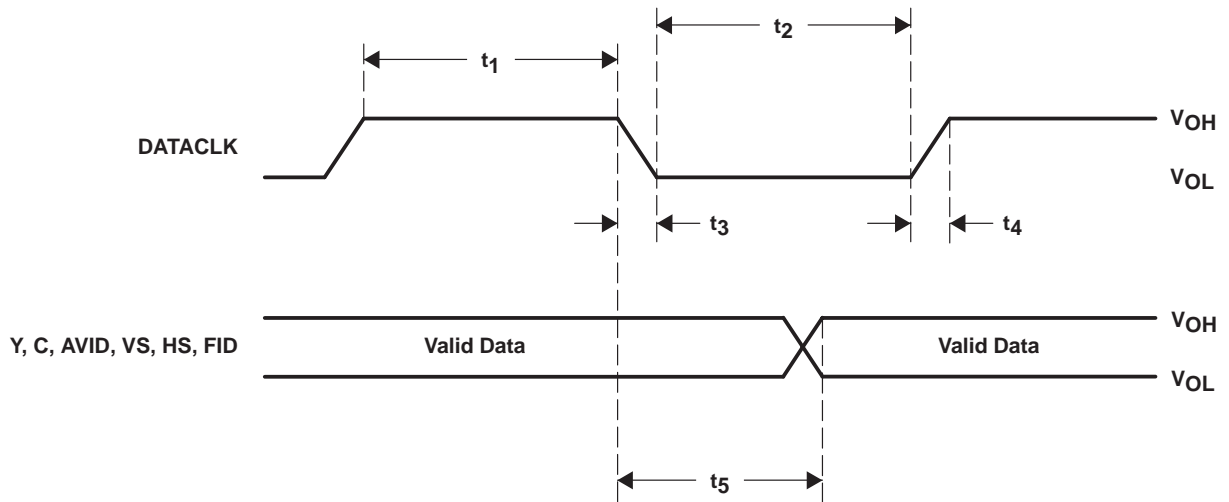 t2
t1
VOH
DATACLK
VOL
t3
t4
VOH
Y, C, AVID, VS, HS, FID
Valid Data
Valid Data
VOL
t5